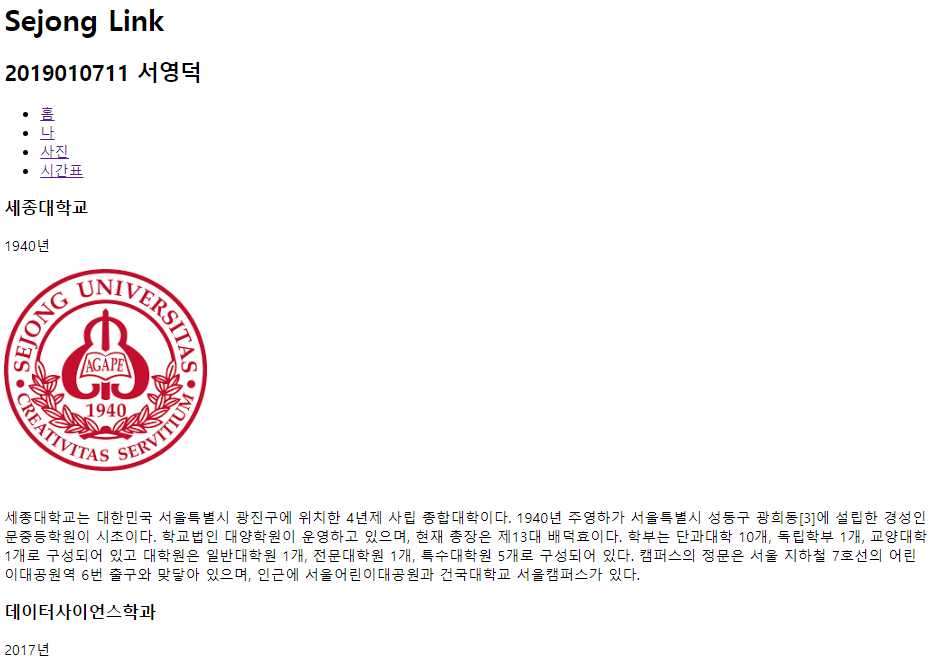 Sejong Link
2019010711 서영덕
홈
나
사진
시간표
세종대학교
1940년
SEJONG UNIVERSITAS
AGAPE
1940
CREATIVITAS SERVITIUM
세종대학교는 대한민국 서울특별시 광진구에 위치한 4년제 사립 종합대학이다. 1940년 주영하가 서울특별시 성동구 광희동[3]에 설립한 경성인
문중등학원이 시초이다. 학교법인 대양학원이 운영하고 있으며, 현재 총장은 제13대 배덕효이다. 학부는 단과대학 10개, 독립학부 1개, 교양대학
1개로 구성되어 있고 대학원은 일반대학원 1개, 전문대학원 1개, 특수대학원 5개로 구성되어 있다. 캠퍼스의 정문은 서울 지하철 7호선의 어린
이대공원역 6번 출구와 맞닿아 있으며, 인근에 서울어린이대공원과 건국대학교 서울캠퍼스가 있다.
데이터사이언스학과
2017년